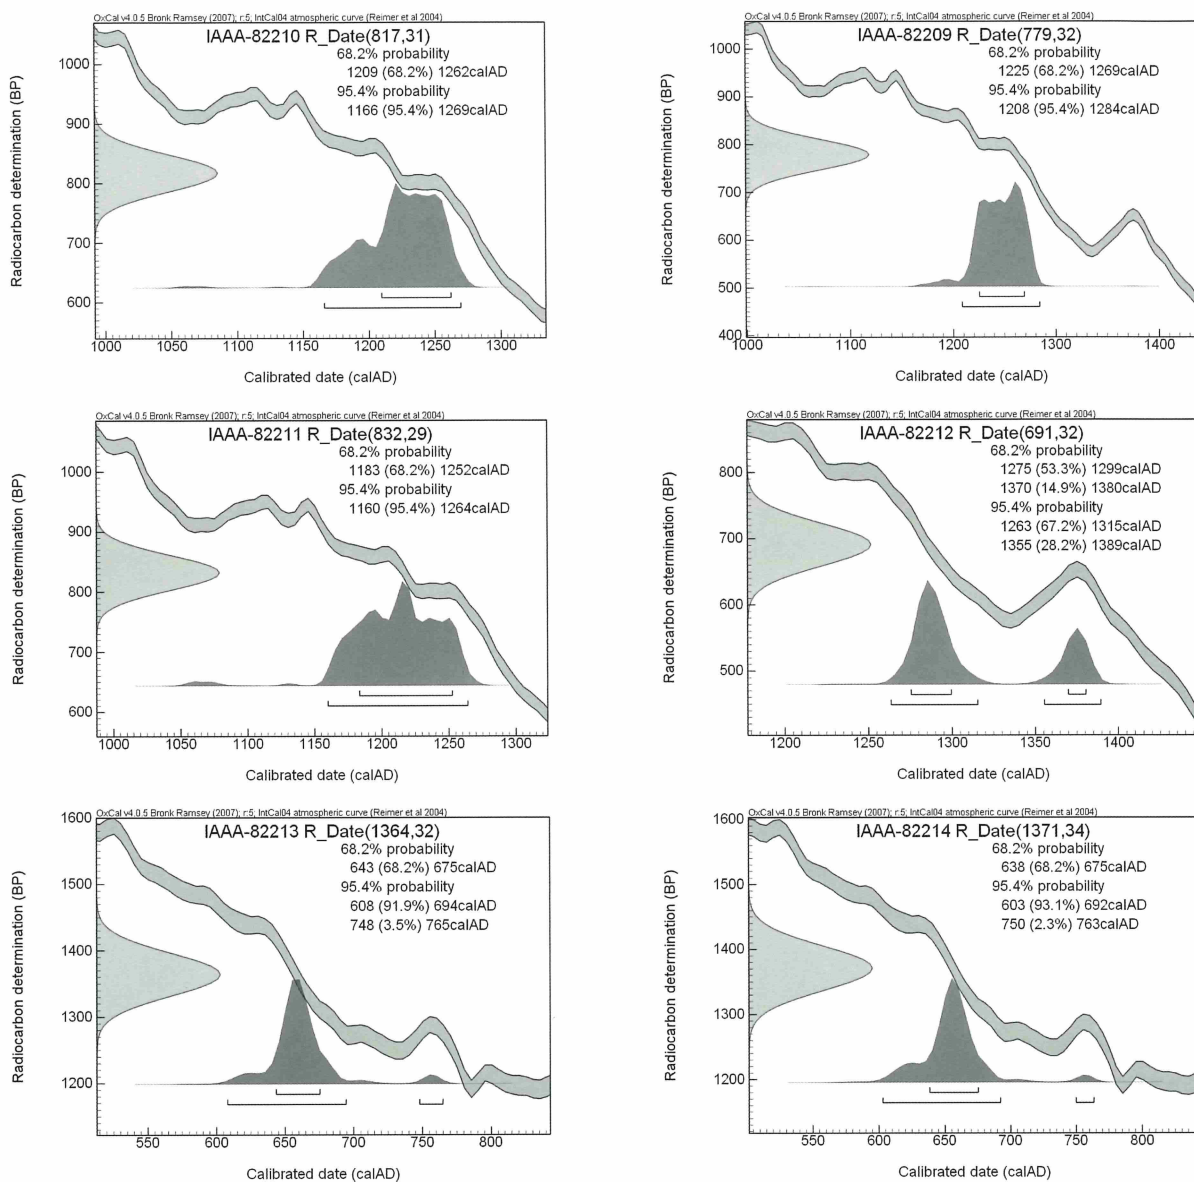 OxCal v4.0.5 Bronk Ramsey (2007); r:5; IntCal04 atmospheric curve (Reimer et al 2004)
IAAA-82210 R_Date(817,31)
68.2% probability
1209 (68.2%) 1262calAD
95.4% probability
1166 (95.4%) 1269calAD
Radiocarbon determination (BP)
1000
900
800
700
600
1000 1050 1100 1150 1200 1250 1300
Calibrated date (calAD)
OxCal v4.0.5 Bronk Ramsey (2007); r:5; IntCal04 atmospheric curve (Reimer et al 2004)
IAAA-82209 R_Date(779,32)
68.2% probability
1225 (68.2%) 1269calAD
95.4% probability
1208 (95.4%) 1284calAD
Radiocarbon determination (BP)
1000
900
800
700
600
500
400
1000 1100 1200 1300 1400
Calibrated date (calAD)
OxCal v4.0.5 Bronk Ramsey (2007); r:5; IntCal04 atmospheric curve (Reimer et al 2004)
IAAA-82211 R_Date(832,29)
68.2% probability
1183 (68.2%) 1252calAD
95.4% probability
1160 (95.4%) 1264calAD
Radiocarbon determination (BP)
1000
900
800
700
600
1000 1050 1100 1150 1200 1250 1300
Calibrated date (calAD)
OxCal v4.0.5 Bronk Ramsey (2007); r:5; IntCal04 atmospheric curve (Reimer et al 2004)
IAAA-82212 R_Date(691,32)
68.2% probability
1275 (53.3%) 1299calAD
1370 (14.9%) 1380calAD
95.4% probability
1263 (67.2%) 1315calAD
1355 (28.2%) 1389calAD
Radiocarbon determination (BP)
800
700
600
500
1200 1250 1300 1350 1400
Calibrated date (calAD)
OxCal v4.0.5 Bronk Ramsey (2007); r:5; IntCal04 atmospheric curve (Reimer et al 2004)
IAAA-82213 R_Date(1364,32)
68.2% probability
643 (68.2%) 675calAD
95.4% probability
608 (91.9%) 694calAD
748 (3.5%) 765calAD
Radiocarbon determination (BP)
1600
1500
1400
1300
1200
550 600 650 700 750 800
Calibrated date (calAD)
OxCal v4.0.5 Bronk Ramsey (2007); r:5; IntCal04 atmospheric curve (Reimer et al 2004)
IAAA-82214 R_Date(1371,34)
68.2% probability
638 (68.2%) 675calAD
95.4% probability
603 (93.1%) 692calAD
750 (2.3%) 763calAD
Radiocarbon determination (BP)
1600
1500
1400
1300
1200
550 600 650 700 750 800
Calibrated date (calAD)